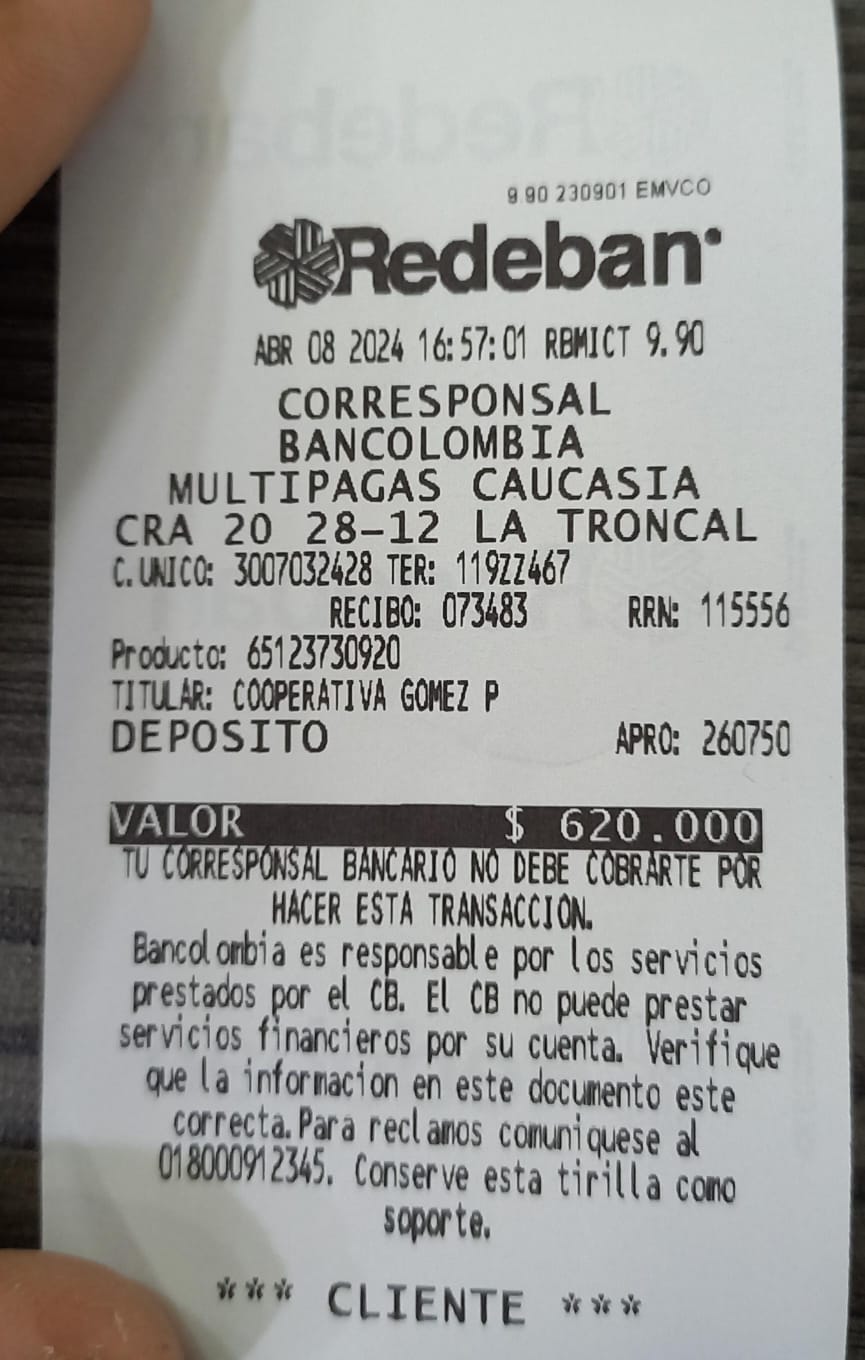 9.90 230901 EMVCO
Redeban
ABR 08 2024 16:57:01 RBMICT 9.90
CORRESPONSAL
BANCOLOMBIA
MULTIPAGAS CAUCASIA
CRA 20 28-12 LA TRONCAL
C.UNICO: 3007032428 TER: 119ZZ467
RECIBO: 073483 RRN: 115556
Producto: 65123730920
TITULAR: COOPERATIVA GOMEZ P
DEPOSITO APRO: 260750
VALOR $ 620.000
TU CORRESPONSAL BANCARIO NO DEBE COBRARTE POR
HACER ESTA TRANSACCION.
Bancolombia es responsable por los servicios
prestados por el CB. El CB no puede prestar
servicios financieros por su cuenta. Verifique
que la informacion en este documento este
correcta.Para reclamos comuniquese al
018000912345. Conserve esta tirilla como
soporte.
*** CLIENTE ***